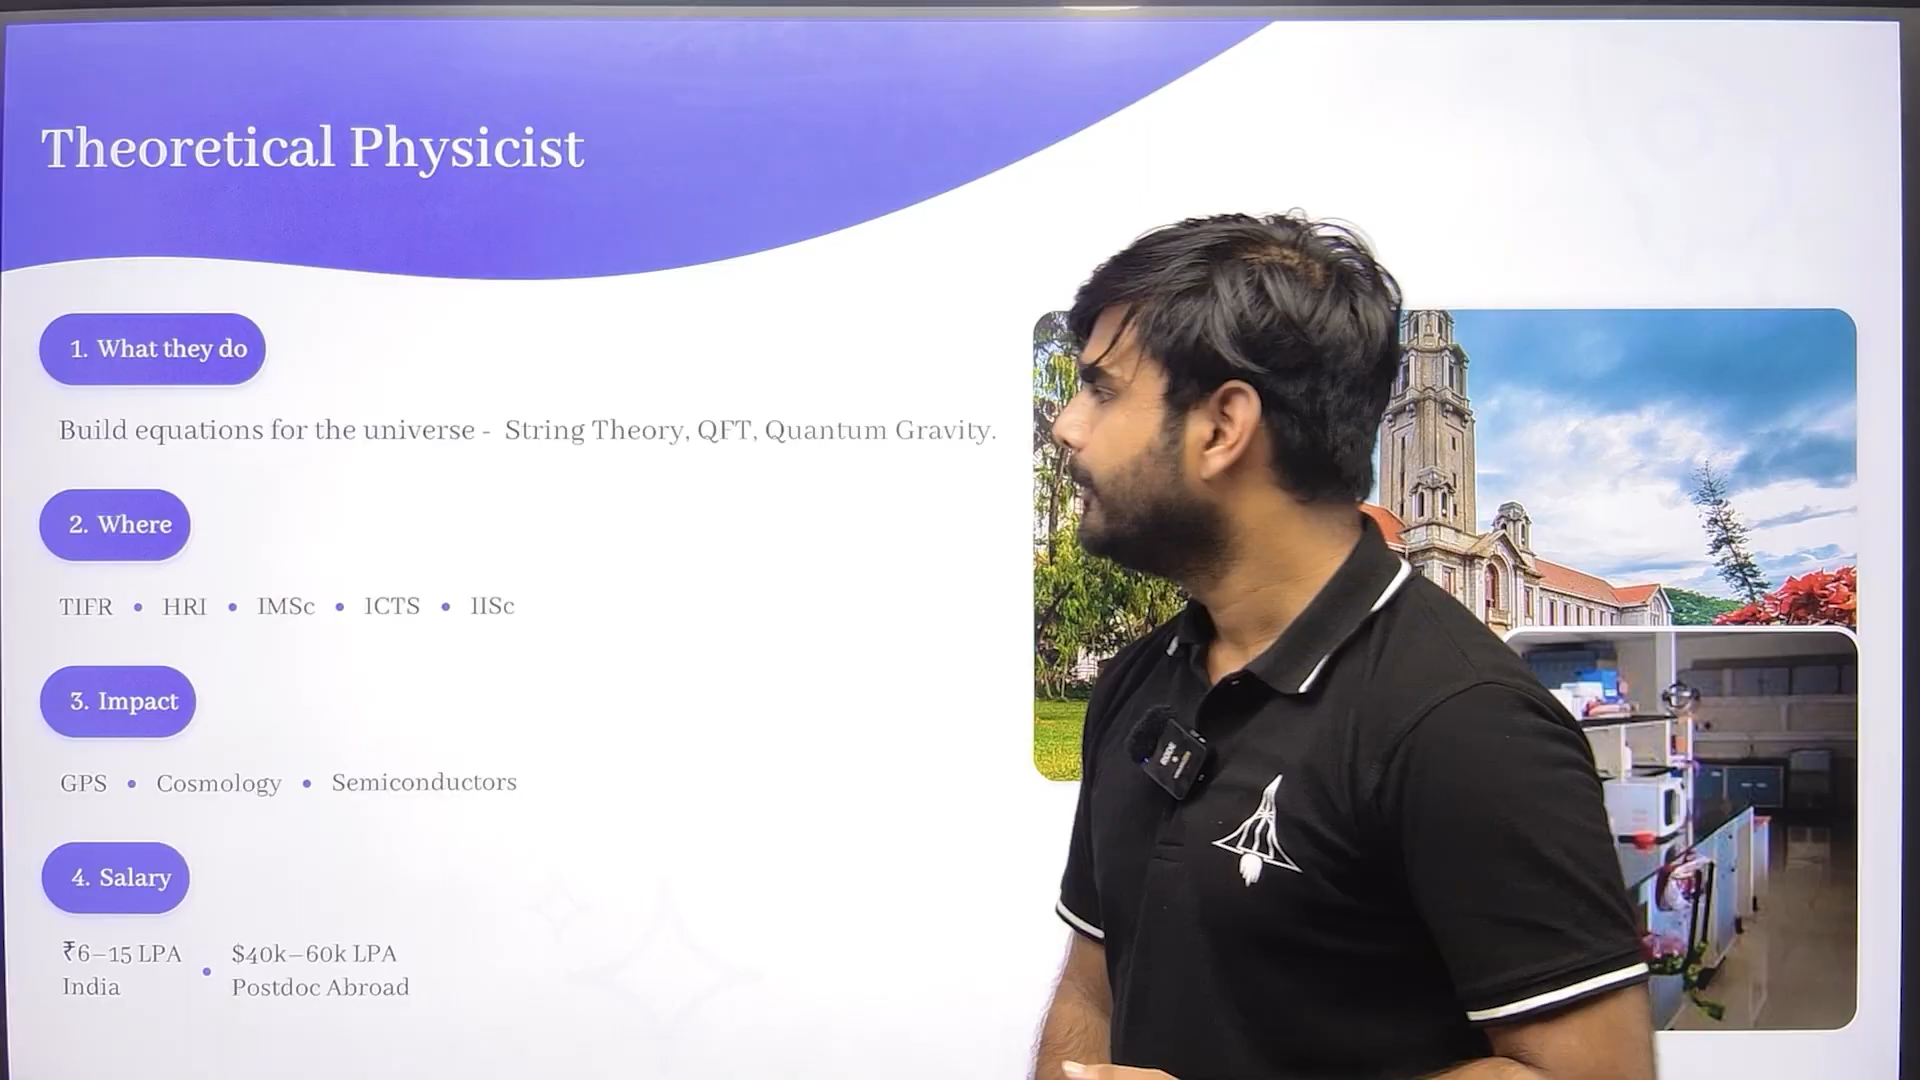 Theoretical Physicist
1. What they do
Build equations for the universe - String Theory, QFT, Quantum Gravity.
2. Where
TIFR • HRI • IMSc • ICTS • IISc
3. Impact
GPS • Cosmology • Semiconductors
4. Salary
₹6–15 LPA
India
• $40k–60k LPA
Postdoc Abroad